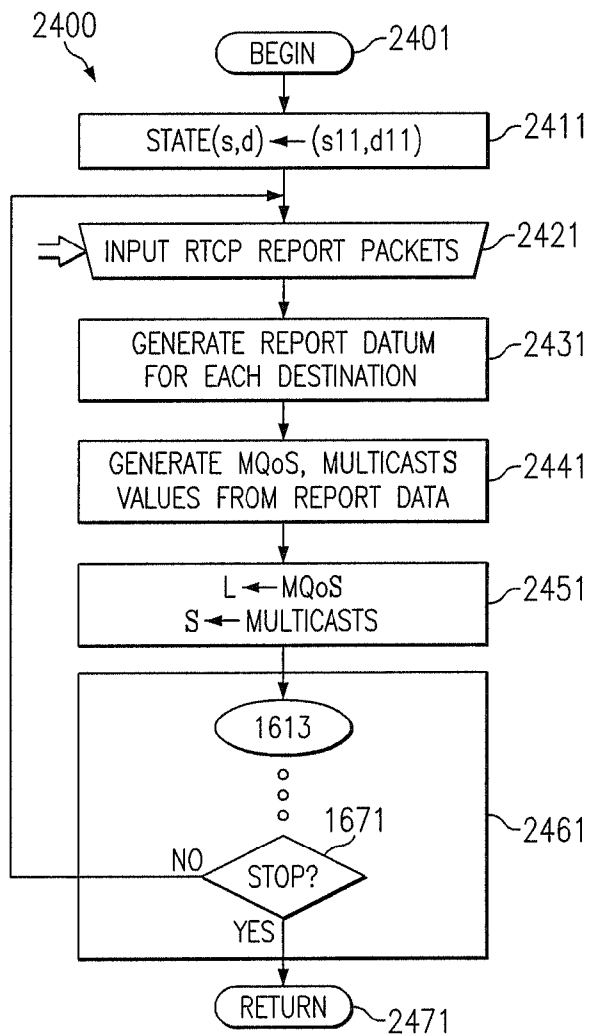 2400
BEGIN
2401
STATE(s,d) ← (s11,d11)
2411
INPUT RTCP REPORT PACKETS
2421
GENERATE REPORT DATUM
FOR EACH DESTINATION
2431
GENERATE MQoS, MULTICASTS
VALUES FROM REPORT DATA
2441
L ← MQoS
S ← MULTICASTS
2451
1613
1671
NO
STOP?
2461
YES
RETURN
2471